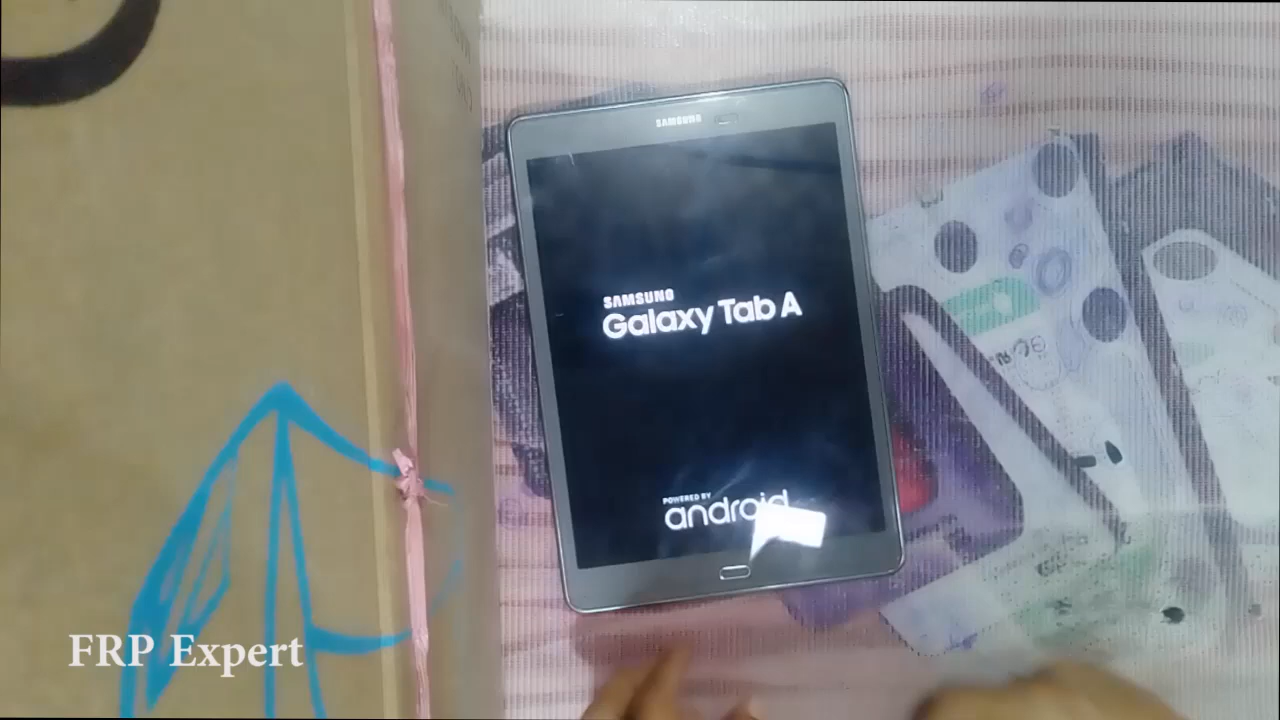 SAMSUNG
SAMSUNG
Galaxy Tab A
POWERED BY
android
FRP Expert